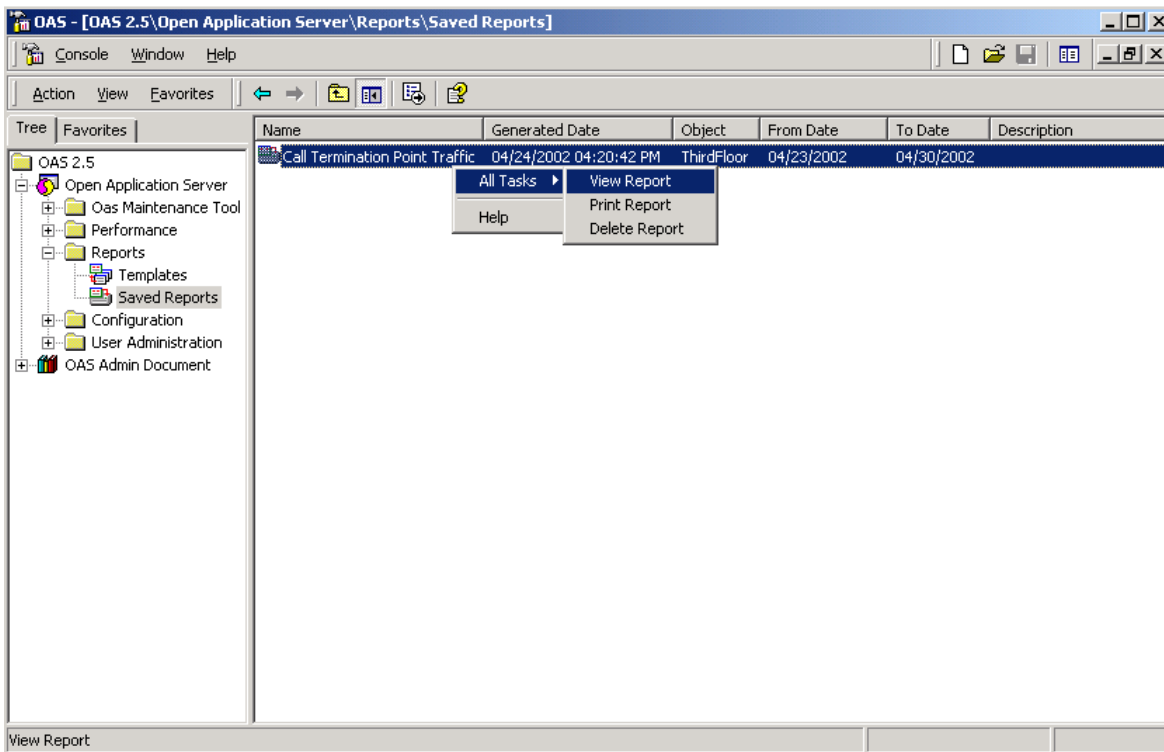 OAS - [OAS 2.5\Open Application Server\Reports\Saved Reports]
Console Window Help
Action View Favorites
Tree Favorites
Name Generated Date Object From Date To Date Description
Call Termination Point Traffic 04/24/2002 04:20:42 PM ThirdFloor 04/23/2002 04/30/2002
All Tasks
Help
View Report
Print Report
Delete Report
OAS 2.5
Open Application Server
Oas Maintenance Tool
Performance
Reports
Templates
Saved Reports
Configuration
User Administration
OAS Admin Document
View Report